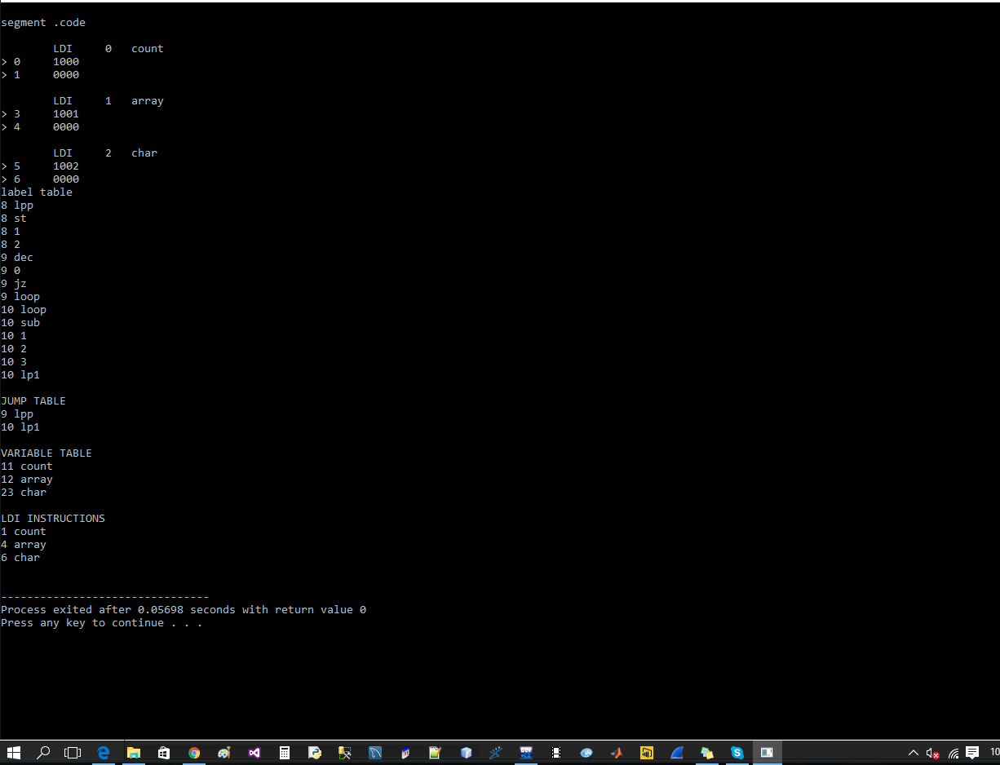 segment .code
LDI 0 count
> 0 1000
> 1 0000
LDI 1 array
> 3 1001
> 4 0000
LDI 2 char
> 5 1002
> 6 0000
label table
8 lpp
8 st
8 1
8 2
9 dec
9 0
9 jz
9 loop
10 loop
10 sub
10 1
10 2
10 3
10 lp1
JUMP TABLE
9 lpp
10 lp1
VARIABLE TABLE
11 count
12 array
23 char
LDI INSTRUCTIONS
1 count
4 array
6 char
--------------------------------
Process exited after 0.05698 seconds with return value 0
Press any key to continue . . .
10